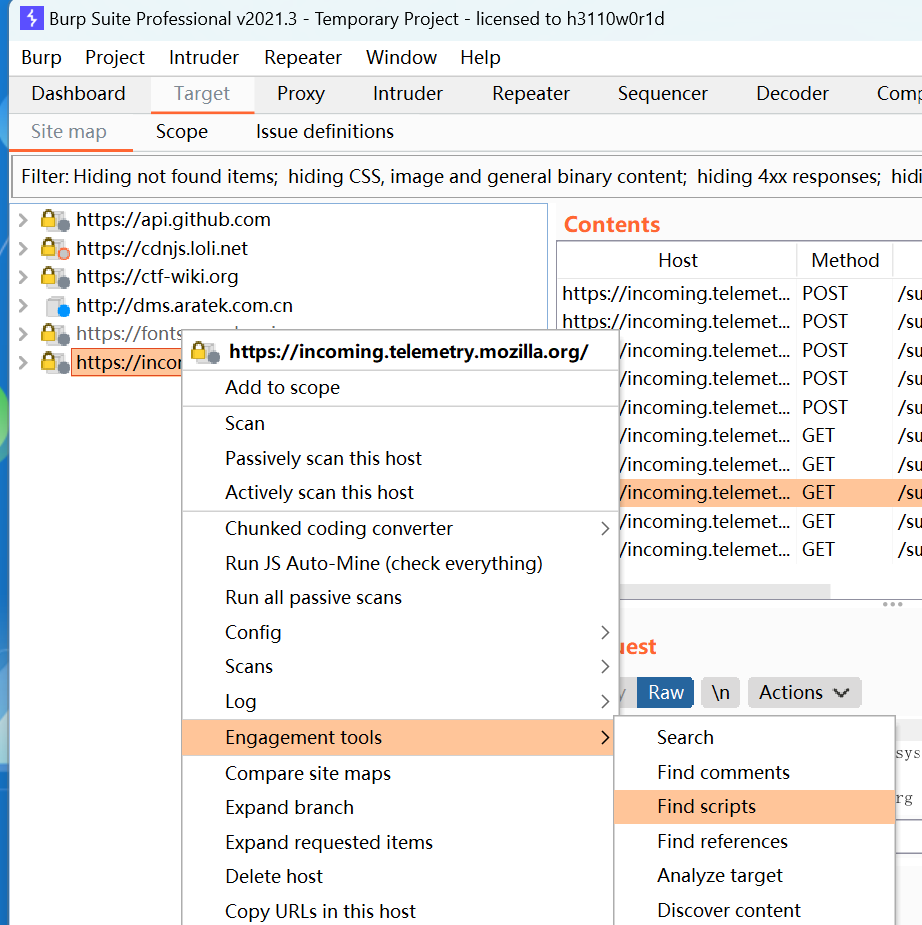 Burp Suite Professional v2021.3 - Temporary Project - licensed to h3110w0r1d
Burp Project Intruder Repeater Window Help
Dashboard Target Proxy Intruder Repeater Sequencer Decoder
Site map Scope Issue definitions
Filter: Hiding not found items; hiding CSS, image and general binary content; hiding 4xx responses;
https://api.github.com
https://cdnjs.loli.net
https://ctf-wiki.org
http://dms.aratek.com.cn
https://fonts
https://incor
Contents
Host Method
https://incoming.telemet... POST /su
https://incoming.telemet... POST /su
/incoming.telemet... POST /su
/incoming.telemet... POST /su
/incoming.telemet... POST /su
/incoming.telemet... GET /su
/incoming.telemet... GET /su
/incoming.telemet... GET /su
/incoming.telemet... GET /su
/incoming.telemet... GET /su
https://incoming.telemetry.mozilla.org/
Add to scope
Scan
Passively scan this host
Actively scan this host
Chunked coding converter
Run JS Auto-Mine (check everything)
Run all passive scans
Config
Scans
Log
Engagement tools
Compare site maps
Expand branch
Expand requested items
Delete host
Copy URLs in this host
uest
Raw \n Actions
Search
Find comments
Find scripts
Find references
Analyze target
Discover content
sys
rg